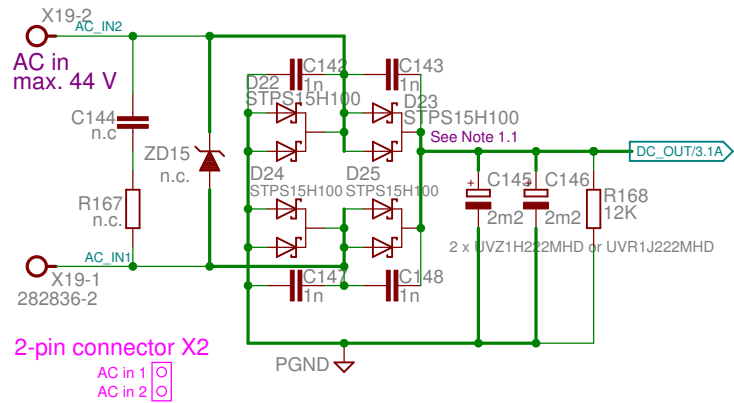 X19-2
AC_IN2
AC in
max. 44 V
C142
1n
C143
1n
D22
STPS15H100
D23
STPS15H100
See Note 1.1
C144
n.c
ZD15
n.c.
DC_OUT/3.1A
D24
STPS15H100
D25
STPS15H100
+
C145
2m2
+
C146
2m2
R168
12K
R167
n.c.
2 x UVZ1H222MHD or UVR1J222MHD
AC_IN1
X19-1
282836-2
C147
1n
C148
1n
2-pin connector X2
AC in 1
AC in 2
PGND